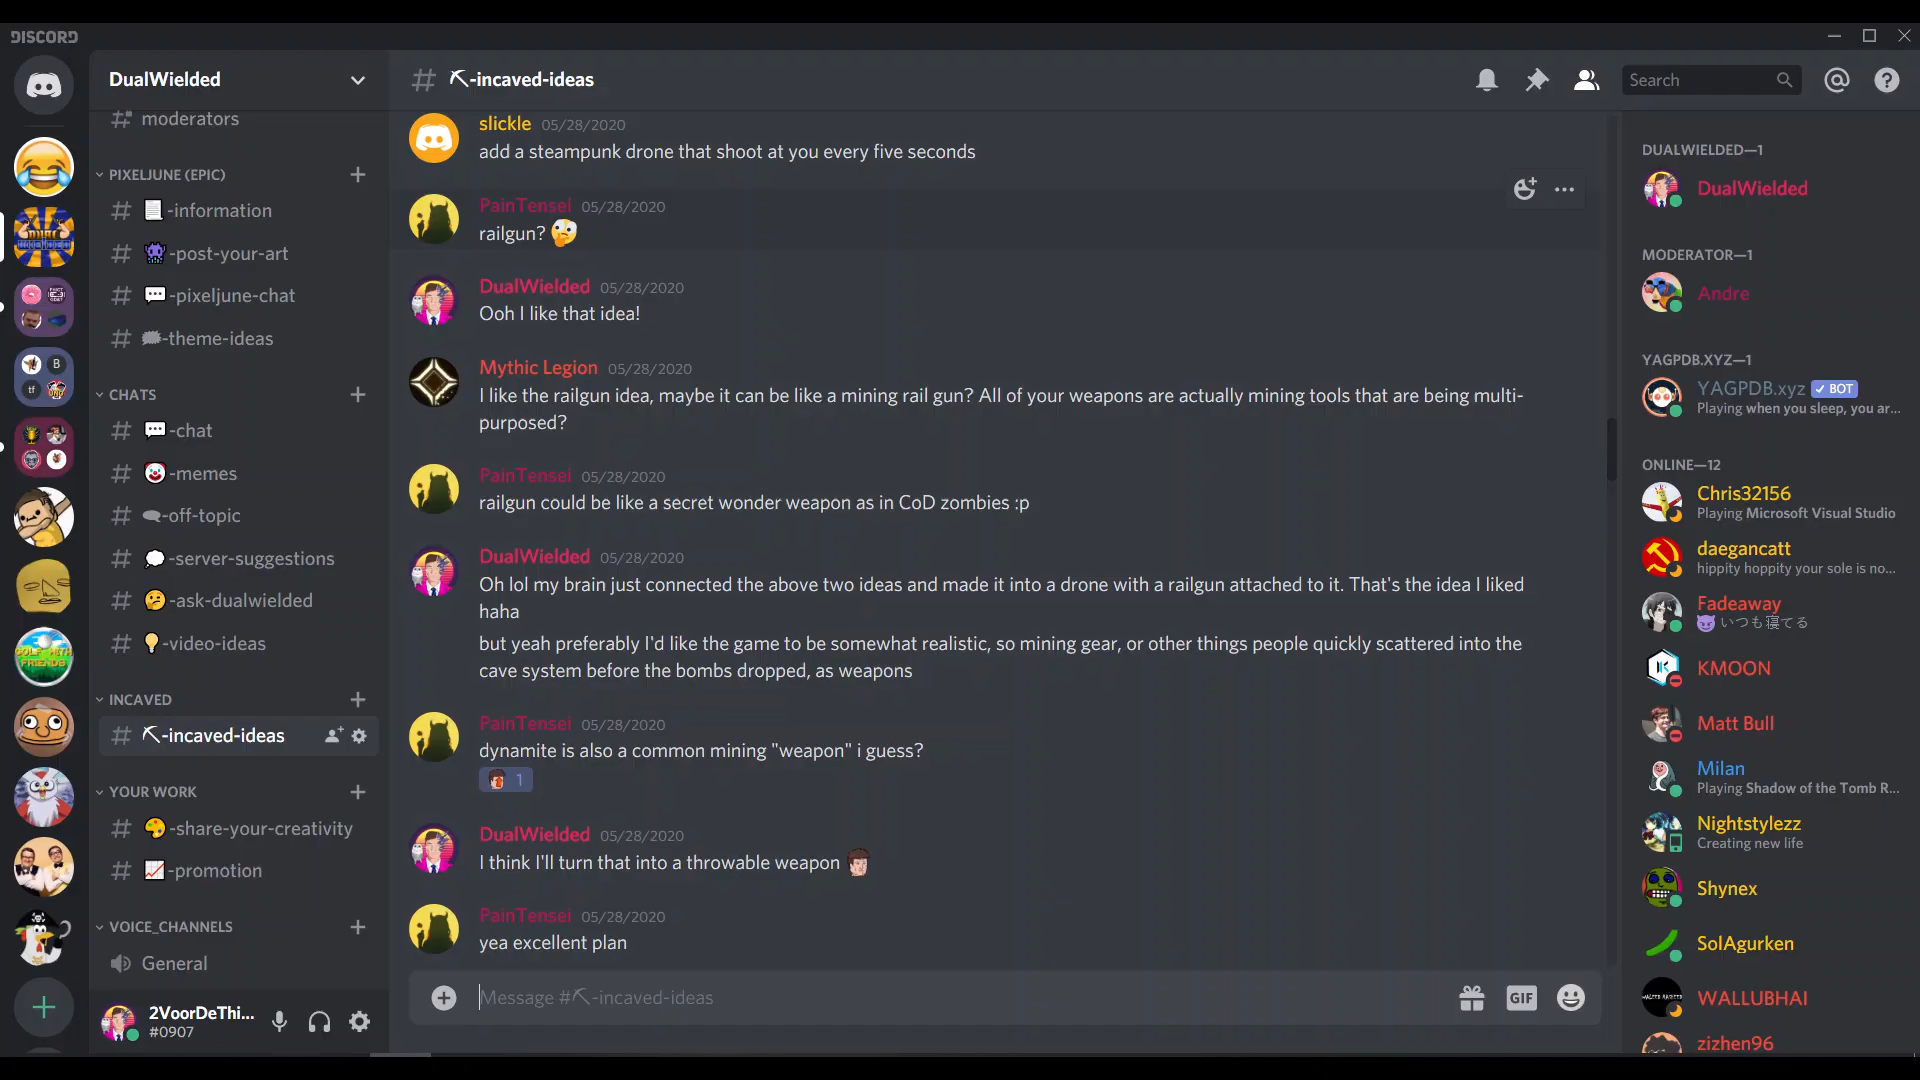 DISCORD
DualWielded
moderators
PIXELJUNE (EPIC)
-information
-post-your-art
-pixeljune-chat
-theme-ideas
CHATS
-chat
-memes
-off-topic
-server-suggestions
-ask-dualwielded
-video-ideas
INCAVED
-incaved-ideas
YOUR WORK
-share-your-creativity
-promotion
VOICE_CHANNELS
General
2VoorDeThi...
#0907
GOLF WITH
FRIENDS
B
tf
# ⛏-incaved-ideas
Search
slickle 05/28/2020
add a steampunk drone that shoot at you every five seconds
PainTensei 05/28/2020
railgun? 🤔
DualWielded 05/28/2020
Ooh I like that idea!
Mythic Legion 05/28/2020
I like the railgun idea, maybe it can be like a mining rail gun? All of your weapons are actually mining tools that are being multi-
purposed?
PainTensei 05/28/2020
railgun could be like a secret wonder weapon as in CoD zombies :p
DualWielded 05/28/2020
Oh lol my brain just connected the above two ideas and made it into a drone with a railgun attached to it. That's the idea I liked
haha
but yeah preferably I'd like the game to be somewhat realistic, so mining gear, or other things people quickly scattered into the
cave system before the bombs dropped, as weapons
PainTensei 05/28/2020
dynamite is also a common mining "weapon" i guess?
1
DualWielded 05/28/2020
I think I'll turn that into a throwable weapon
PainTensei 05/28/2020
yea excellent plan
Message #⛏-incaved-ideas
GIF
DUALWIELDED—1
DualWielded
MODERATOR—1
Andre
YAGPDB.XYZ—1
YAGPDB.xyz ✓ BOT
Playing when you sleep, you ar...
ONLINE—12
Chris32156
Playing Microsoft Visual Studio
daegancatt
hippity hoppity your sole is no...
Fadeaway
😈 いつも寝てる
KMOON
Matt Bull
Milan
Playing Shadow of the Tomb R...
Nightstylezz
Creating new life
Shynex
SolAgurken
WALLUBHAI
zizhen96